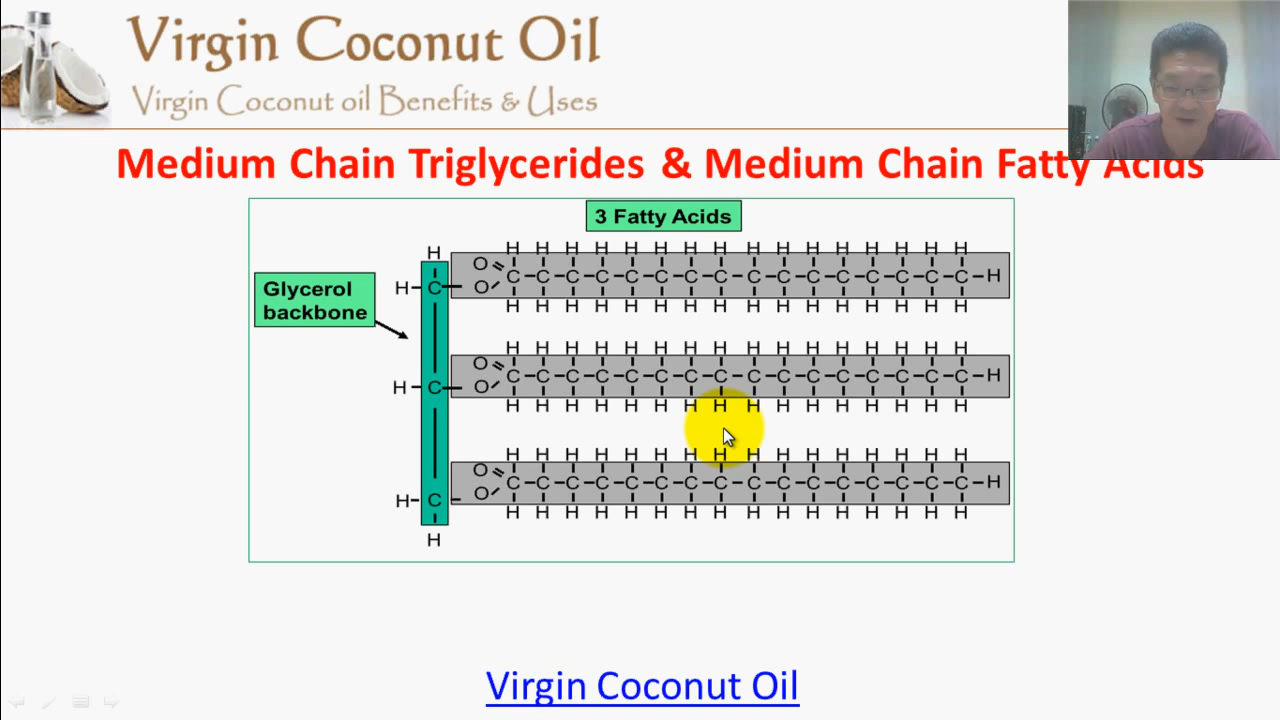 Virgin Coconut Oil
Virgin Coconut oil Benefits & Uses
Medium Chain Triglycerides & Medium Chain Fatty Acids
3 Fatty Acids
Glycerol
backbone
H
H H H H H H H H H H H H H H H H
O
C C C C C C C C C C C C C C C C H
H C O
H H H H H H H H H H H H H H H H
H H H H H H H H H H H H H H H H
O
C C C C C C C C C C C C C C C C H
H C O
H H H H H H H H H H H H H H H H
H H H H H H H H H H H H H H H H
O
C C C C C C C C C C C C C C C C H
H C O
H H H H H H H H H H H H H H H H
H
Virgin Coconut Oil